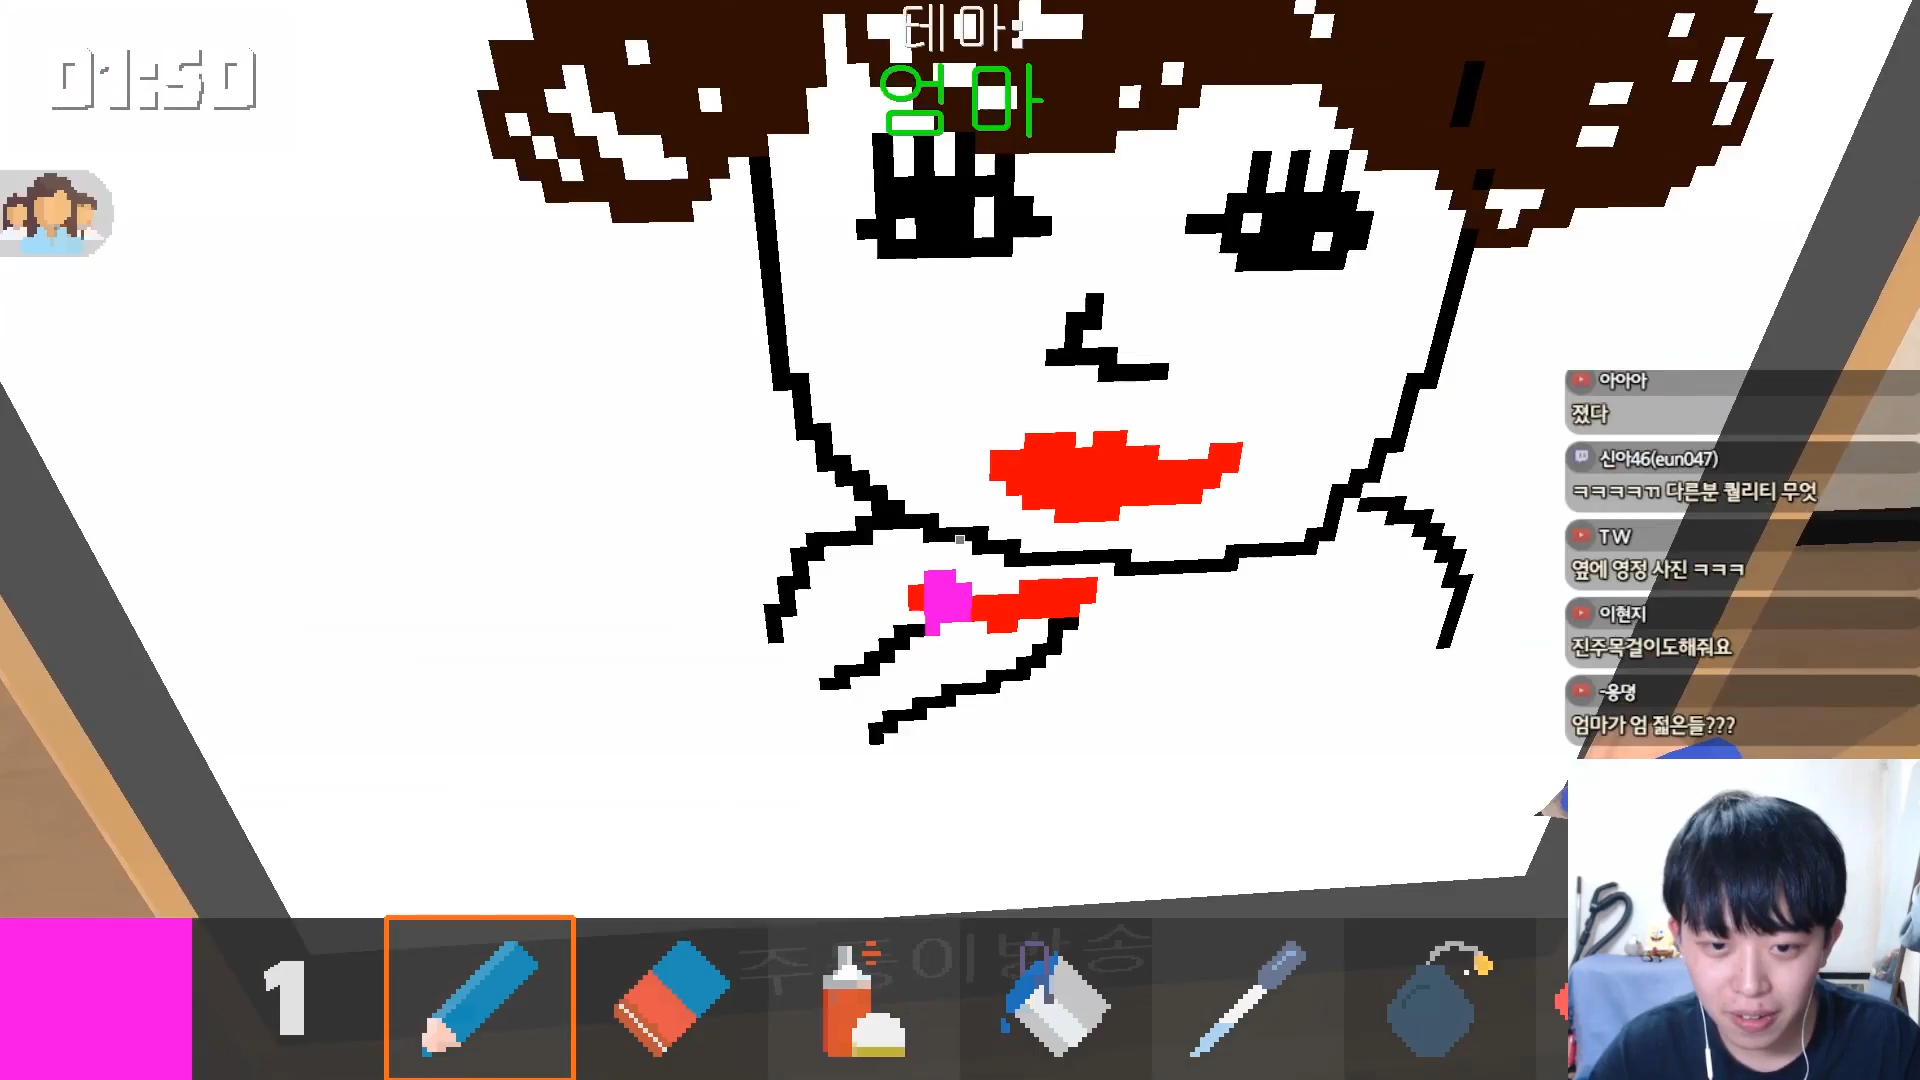 테마:
엄마
01:50
아아아
졌다
신아46(eun047)
ㅋㅋㅋㅋㄲ 다른분 퀄리티 무엇
TW
옆에 영정 사진 ㅋㅋㅋ
이현지
진주목걸이도해줘요
-용뎡
엄마가 엄 젊은들???
1